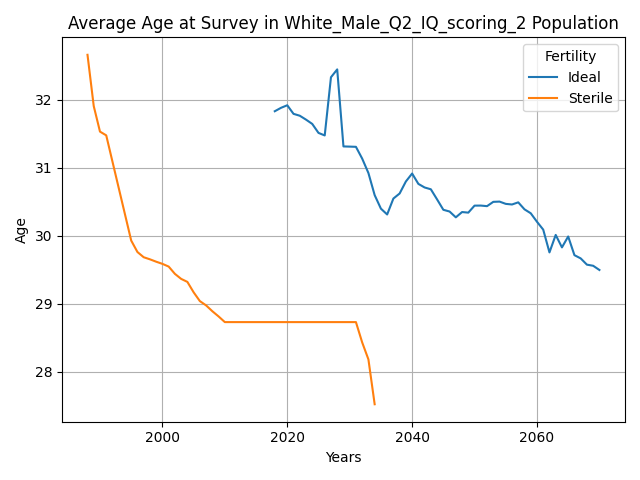 Average Age at Survey in White_Male_Q2_IQ_scoring_2 Population
Fertility
Ideal
Sterile
32
31
30
29
28
Age
2000
2020
2040
2060
Years